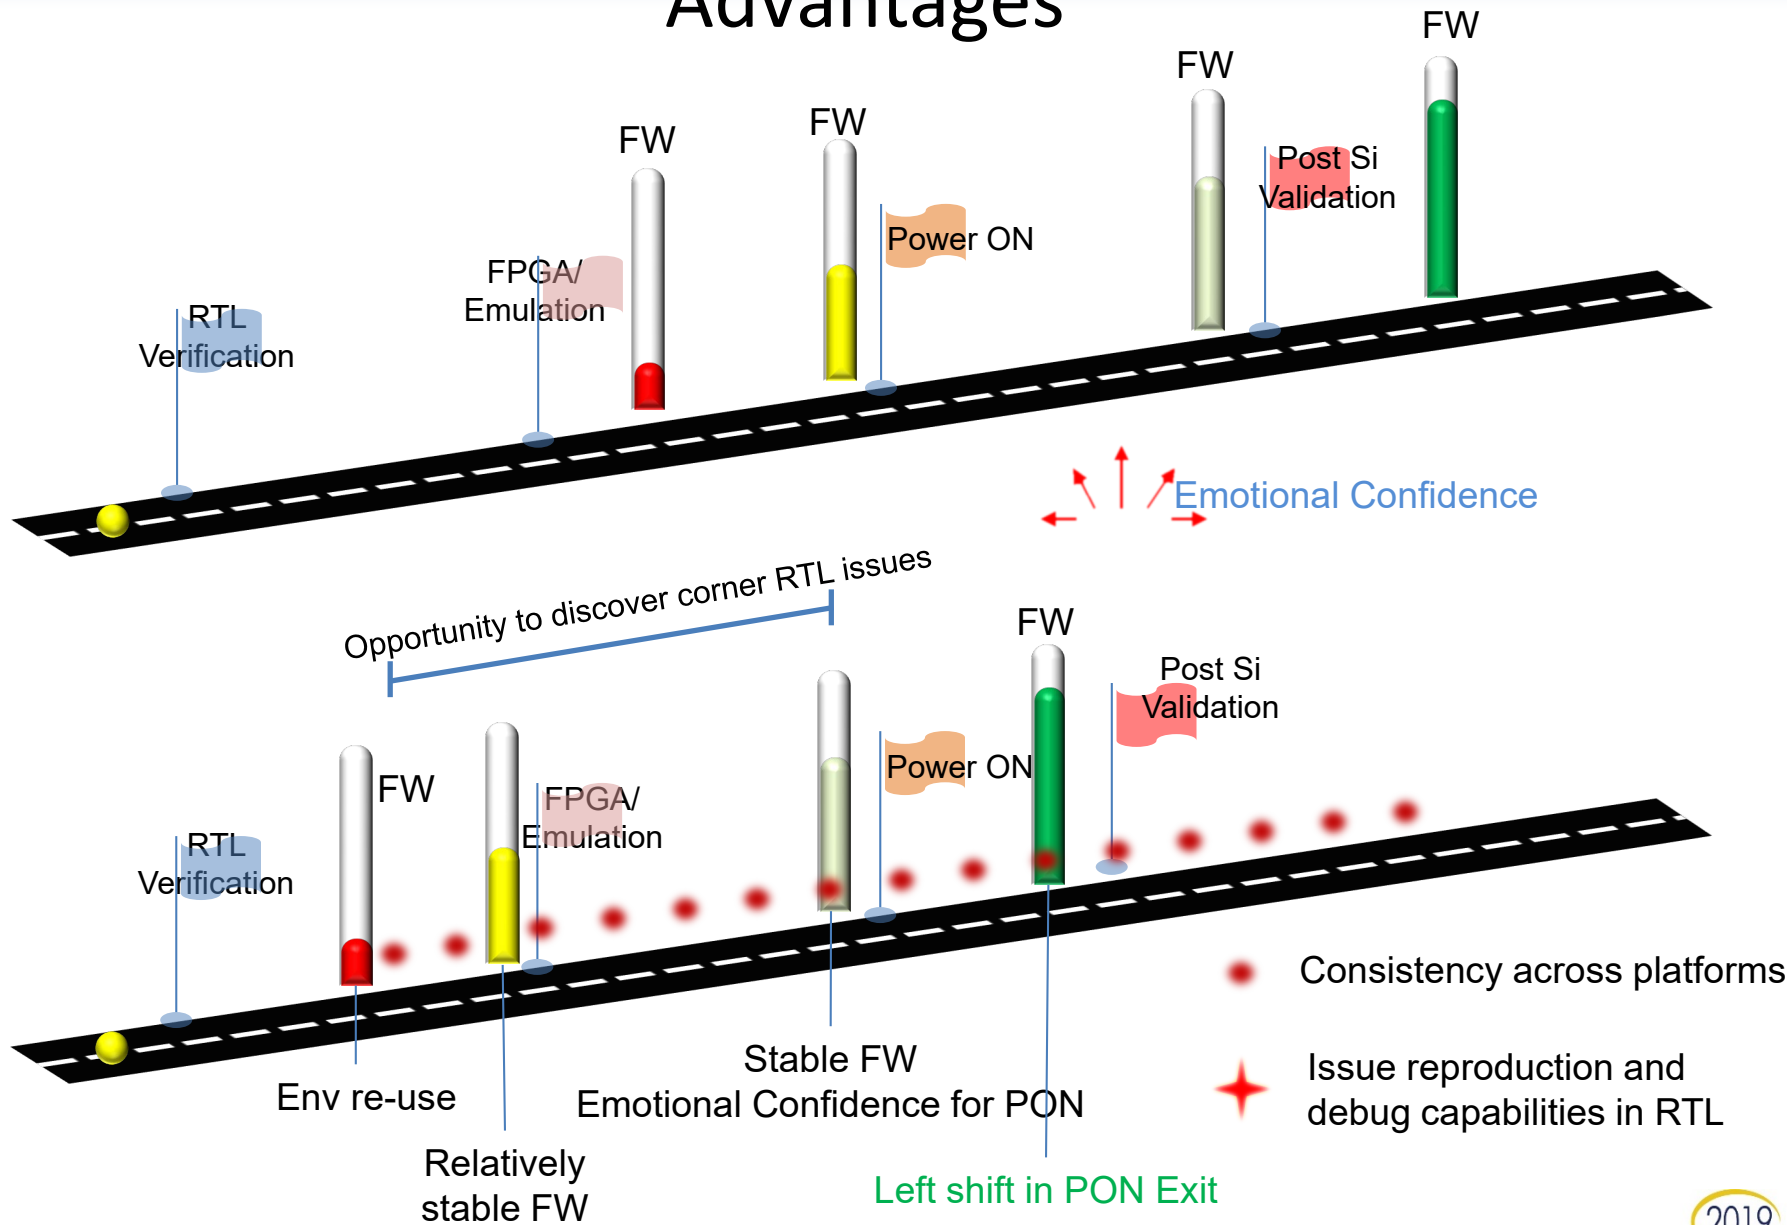 Advantages
FW
FW
FW
FW
Post Si
Validation
Power ON
FPGA/
Emulation
RTL
Verification
Emotional Confidence
Opportunity to discover corner RTL issues
FW
Post Si
Validation
Power ON
FW
FPGA/
Emulation
RTL
Verification
Consistency across platforms
Issue reproduction and
debug capabilities in RTL
Env re-use
Stable FW
Emotional Confidence for PON
Relatively
stable FW
Left shift in PON Exit
2019